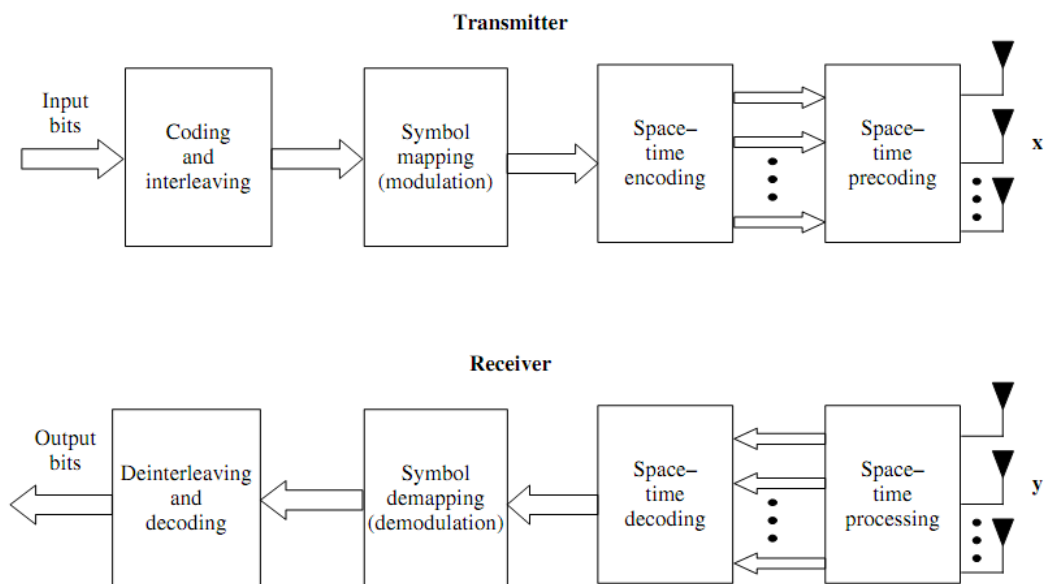 Transmitter
Input
bits
Coding
and
interleaving
Symbol
mapping
(modulation)
Space–
time
encoding
Space–
time
precoding
x
Receiver
Output
bits
Deinterleaving
and
decoding
Symbol
demapping
(demodulation)
Space–
time
decoding
Space–
time
processing
y